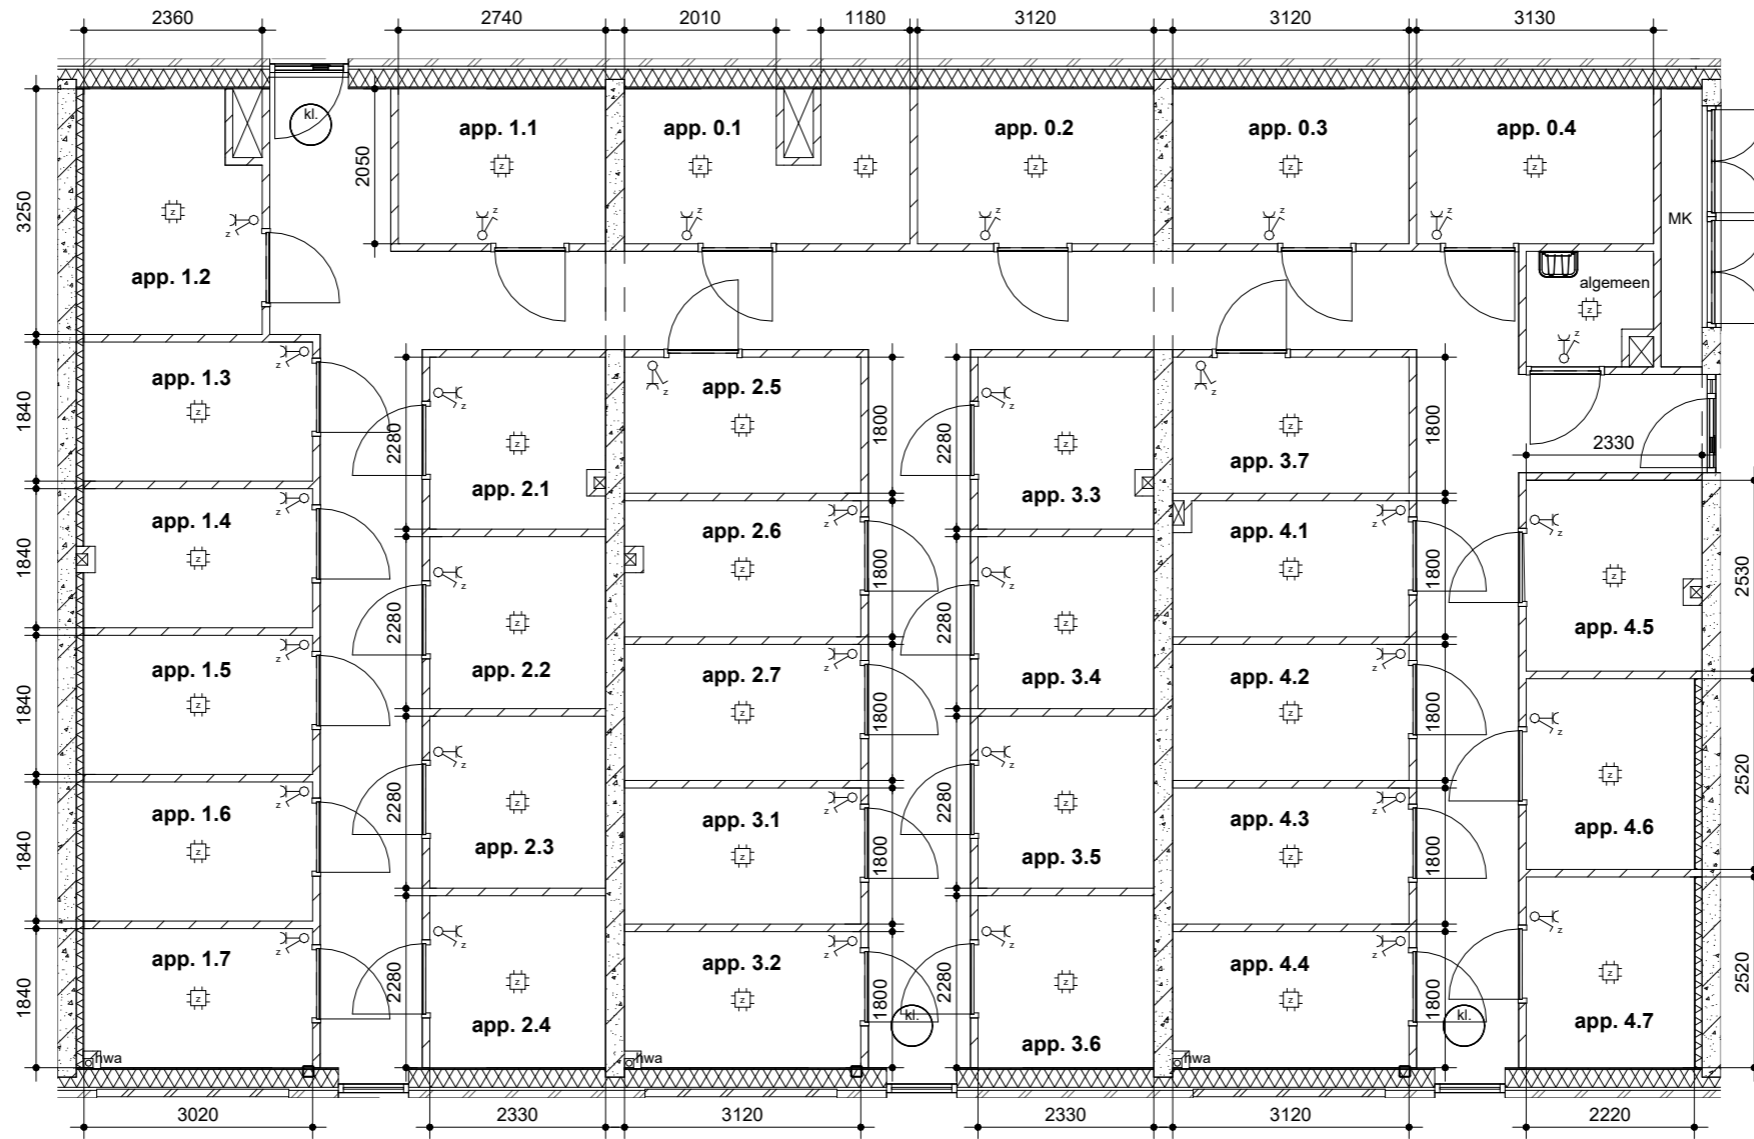 2360 2740 2010 1180 3120 3120 3130
kl.
app. 1.1 app. 0.1 app. 0.2 app. 0.3 app. 0.4
z z z z z z
2050
3250
z
z z z z z z
MK
app. 1.2
algemeen
z
z
z
app. 1.3
z
1840
z z z z
app. 2.5
z
1800
2280
z
2280
z
z
1800
app. 3.7
2330
app. 2.1
app. 3.3
z
app. 1.4
z
1840
z
app. 2.6
z
1800
z
app. 4.1
z
1800
z
z
2530
2280
z
z
app. 2.2
2280
z
z
app. 3.4
app. 4.5
z
app. 1.5
z
1840
z
app. 2.7
z
1800
z
app. 4.2
z
1800
z
z
2520
app. 4.6
2280
z
z
app. 2.3
2280
z
z
app. 3.5
z
app. 1.6
z
1840
z
app. 3.1
z
1800
z
app. 4.3
z
1800
z
app. 1.7
z
1840
2280
z
z
app. 2.4
z
app. 3.2
z
1800
2280
z
z
app. 3.6
z
app. 4.4
z
1800
z
z
2520
app. 4.7
kl. kl.
hwa hwa hwa
3020 2330 3120 2330 3120 2220